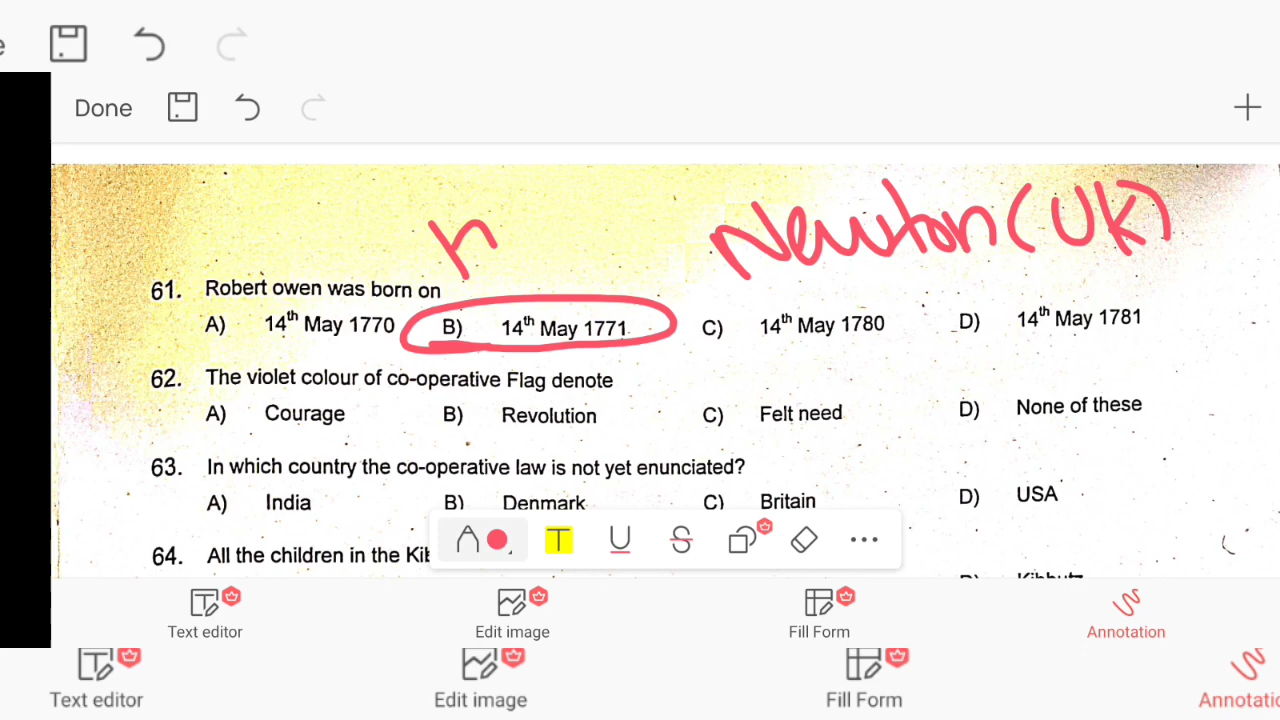 e
Done
n Newton (UK)
61. Robert owen was born on
A) 14th May 1770 B) 14th May 1771 C) 14th May 1780 D) 14th May 1781
62. The violet colour of co-operative Flag denote
A) Courage B) Revolution C) Felt need D) None of these
63. In which country the co-operative law is not yet enunciated?
A) India B) Denmark C) Britain D) USA
64. All the children in the Kib
D) Kibbutz
Text editor Edit image Fill Form Annotation
Text editor Edit image Fill Form Annotatio